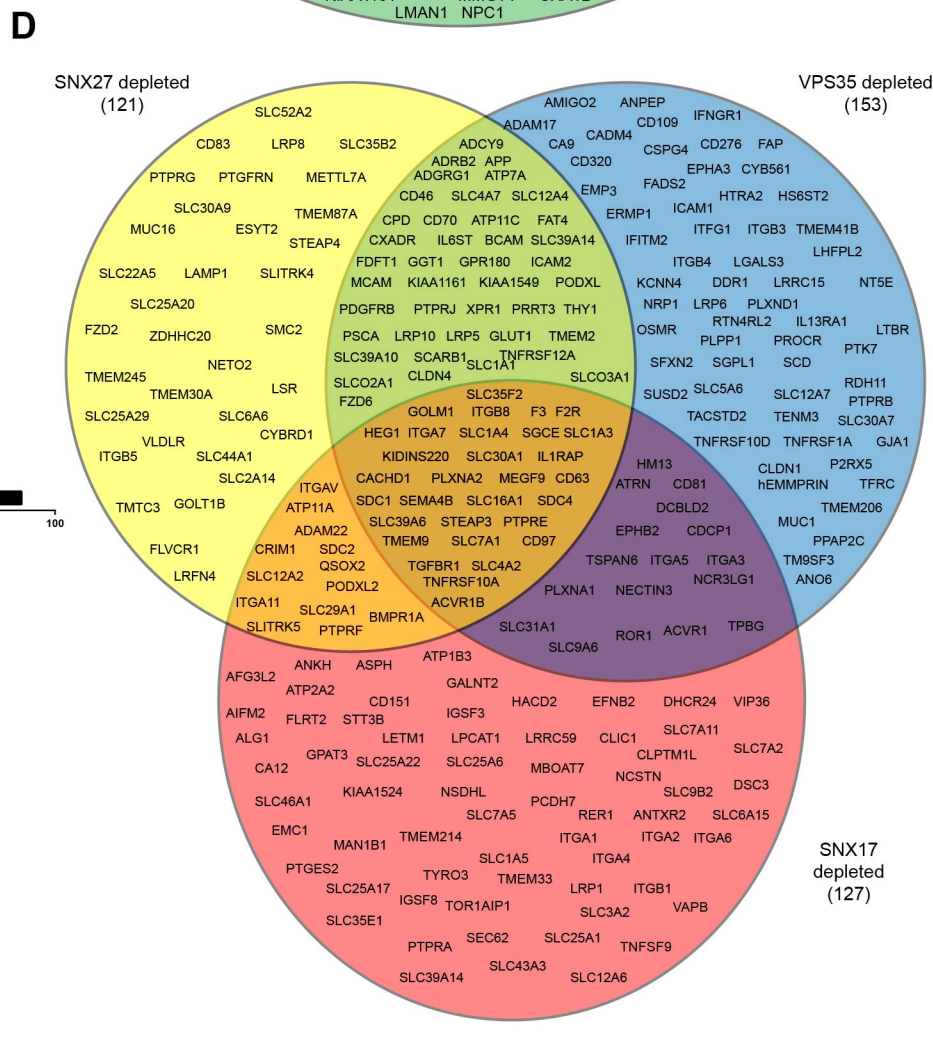 LMAN1 NPC1
D
SNX27 depleted
(121)
VPS35 depleted
(153)
SLC52A2
CD83 LRP8 SLC35B2
PTPRG PTGFRN METTL7A
SLC30A9 TMEM87A
MUC16 ESYT2
STEAP4
SLC22A5 LAMP1 SLITRK4
SLC25A20
FZD2 ZDHHC20 SMC2
NETO2
TMEM245
TMEM30A LSR
SLC25A29 SLC6A6
CYBRD1
VLDLR
ITGB5 SLC44A1
SLC2A14
TMTC3 GOLT1B
FLVCR1
LRFN4
100
ADCY9
ADRB2 APP
ADGRG1 ATP7A
CD46 SLC4A7 SLC12A4
CPD CD70 ATP11C FAT4
CXADR IL6ST BCAM SLC39A14
FDFT1 GGT1 GPR180 ICAM2
MCAM KIAA1161 KIAA1549 PODXL
PDGFRB PTPRJ XPR1 PRRT3 THY1
PSCA LRP10 LRP5 GLUT1 TMEM2
SLC39A10 SCARB1 TNFRSF12A
SLC1A1
SLCO2A1 CLDN4 SLCO3A1
FZD6
AMIGO2 ANPEP
IFNGR1
ADAM17 CD109
CADM4
CA9 CSPG4 CD276 FAP
CD320
EPHA3 CYB561
EMP3 FADS2
HTRA2 HS6ST2
ERMP1 ICAM1
ITFG1 ITGB3 TMEM41B
IFITM2
LHFPL2
ITGB4 LGALS3
KCNN4 DDR1 LRRC15 NT5E
NRP1 LRP6 PLXND1
RTN4RL2 IL13RA1
OSMR LTBR
PLPP1 PROCR
PTK7
SFXN2 SGPL1 SCD
RDH11
SUSD2 SLC5A6 SLC12A7
PTPRB
TACSTD2 TENM3 SLC30A7
TNFRSF10D TNFRSF1A GJA1
CLDN1 P2RX5
hEMMPRIN TFRC
TMEM206
MUC1
PPAP2C
TM9SF3
ANO6
SLC35F2
GOLM1 ITGB8 F3 F2R
HEG1 ITGA7 SLC1A4 SGCE SLC1A3
KIDINS220 SLC30A1 IL1RAP
CACHD1 PLXNA2 MEGF9 CD63
SDC1 SEMA4B SLC16A1 SDC4
SLC39A6 STEAP3 PTPRE
TMEM9 SLC7A1 CD97
TGFBR1 SLC4A2
TNFRSF10A
ACVR1B
ITGAV
ATP11A
ADAM22
CRIM1 SDC2
QSOX2
SLC12A2 PODXL2
ITGA11
SLC29A1 BMPR1A
SLITRK5 PTPRF
HM13
ATRN CD81
DCBLD2
EPHB2 CDCP1
TSPAN6 ITGA5 ITGA3
NCR3LG1
PLXNA1 NECTIN3
SLC31A1 ROR1 ACVR1 TPBG
SLC9A6
ATP1B3
ANKH ASPH
AFG3L2
ATP2A2 GALNT2
CD151 HACD2 EFNB2 DHCR24 VIP36
AIFM2 FLRT2 STT3B IGSF3
SLC7A11
ALG1 LETM1 LPCAT1 LRRC59 CLIC1
SLC7A2
GPAT3 CLPTM1L
CA12 SLC25A22 SLC25A6 MBOAT7
NCSTN
DSC3
KIAA1524 NSDHL SLC9B2
SLC46A1 PCDH7
SLC7A5 RER1 ANTXR2 SLC6A15
EMC1
MAN1B1 TMEM214 ITGA1 ITGA2 ITGA6
SLC1A5 ITGA4
PTGES2 TYRO3 TMEM33
SLC25A17 LRP1 ITGB1
IGSF8 TOR1AIP1 VAPB
SLC35E1 SLC3A2
PTPRA SEC62 SLC25A1 TNFSF9
SLC39A14 SLC43A3 SLC12A6
SNX17
depleted
(127)